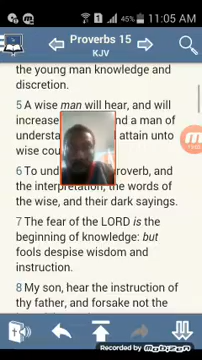 45% 11:05 AM
Proverbs 15
KJV
the young man knowledge and
discretion.
5 A wise man will hear, and will
increase nd a man of
underst attain unto
wise cou
6 To und roverb, and
the interpretation, the words of
the wise, and their dark sayings.
7 The fear of the LORD is the
beginning of knowledge: but
fools despise wisdom and
instruction.
8 My son, hear the instruction of
thy father, and forsake not the
Recorded by
Mobizen